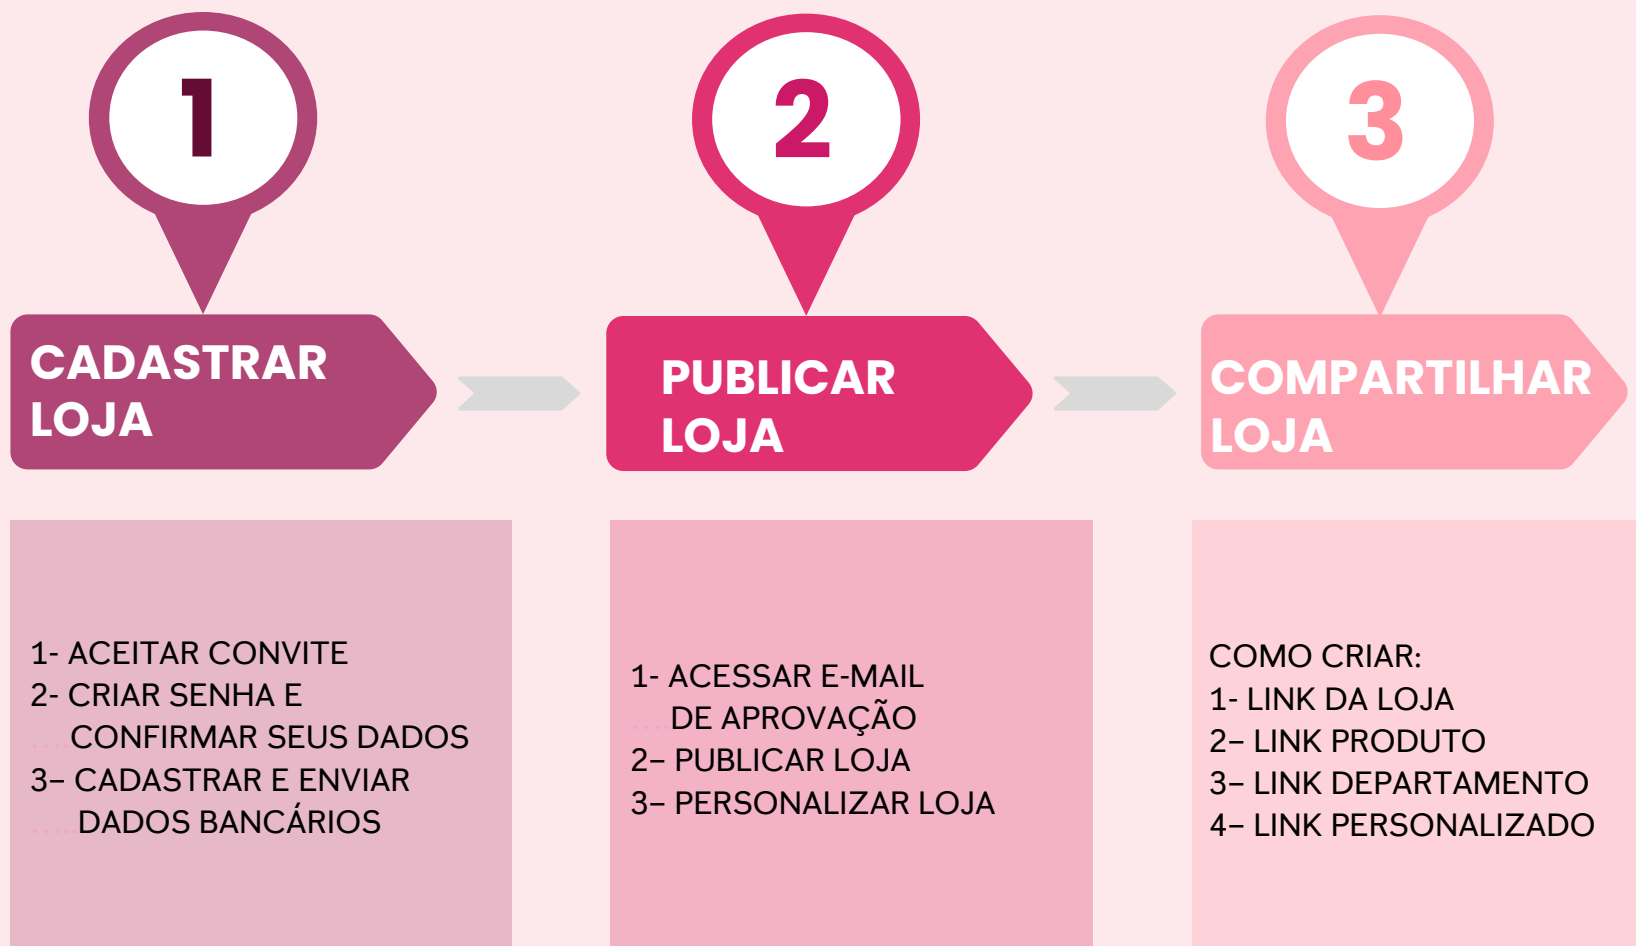 1
CADASTRAR
LOJA
1- ACEITAR CONVITE
2- CRIAR SENHA E
....CONFIRMAR SEUS DADOS
3– CADASTRAR E ENVIAR
.....DADOS BANCÁRIOS
2
PUBLICAR
LOJA
1- ACESSAR E-MAIL
....DE APROVAÇÃO
2– PUBLICAR LOJA
3– PERSONALIZAR LOJA
3
COMPARTILHAR
LOJA
COMO CRIAR:
1- LINK DA LOJA
2– LINK PRODUTO
3– LINK DEPARTAMENTO
4– LINK PERSONALIZADO